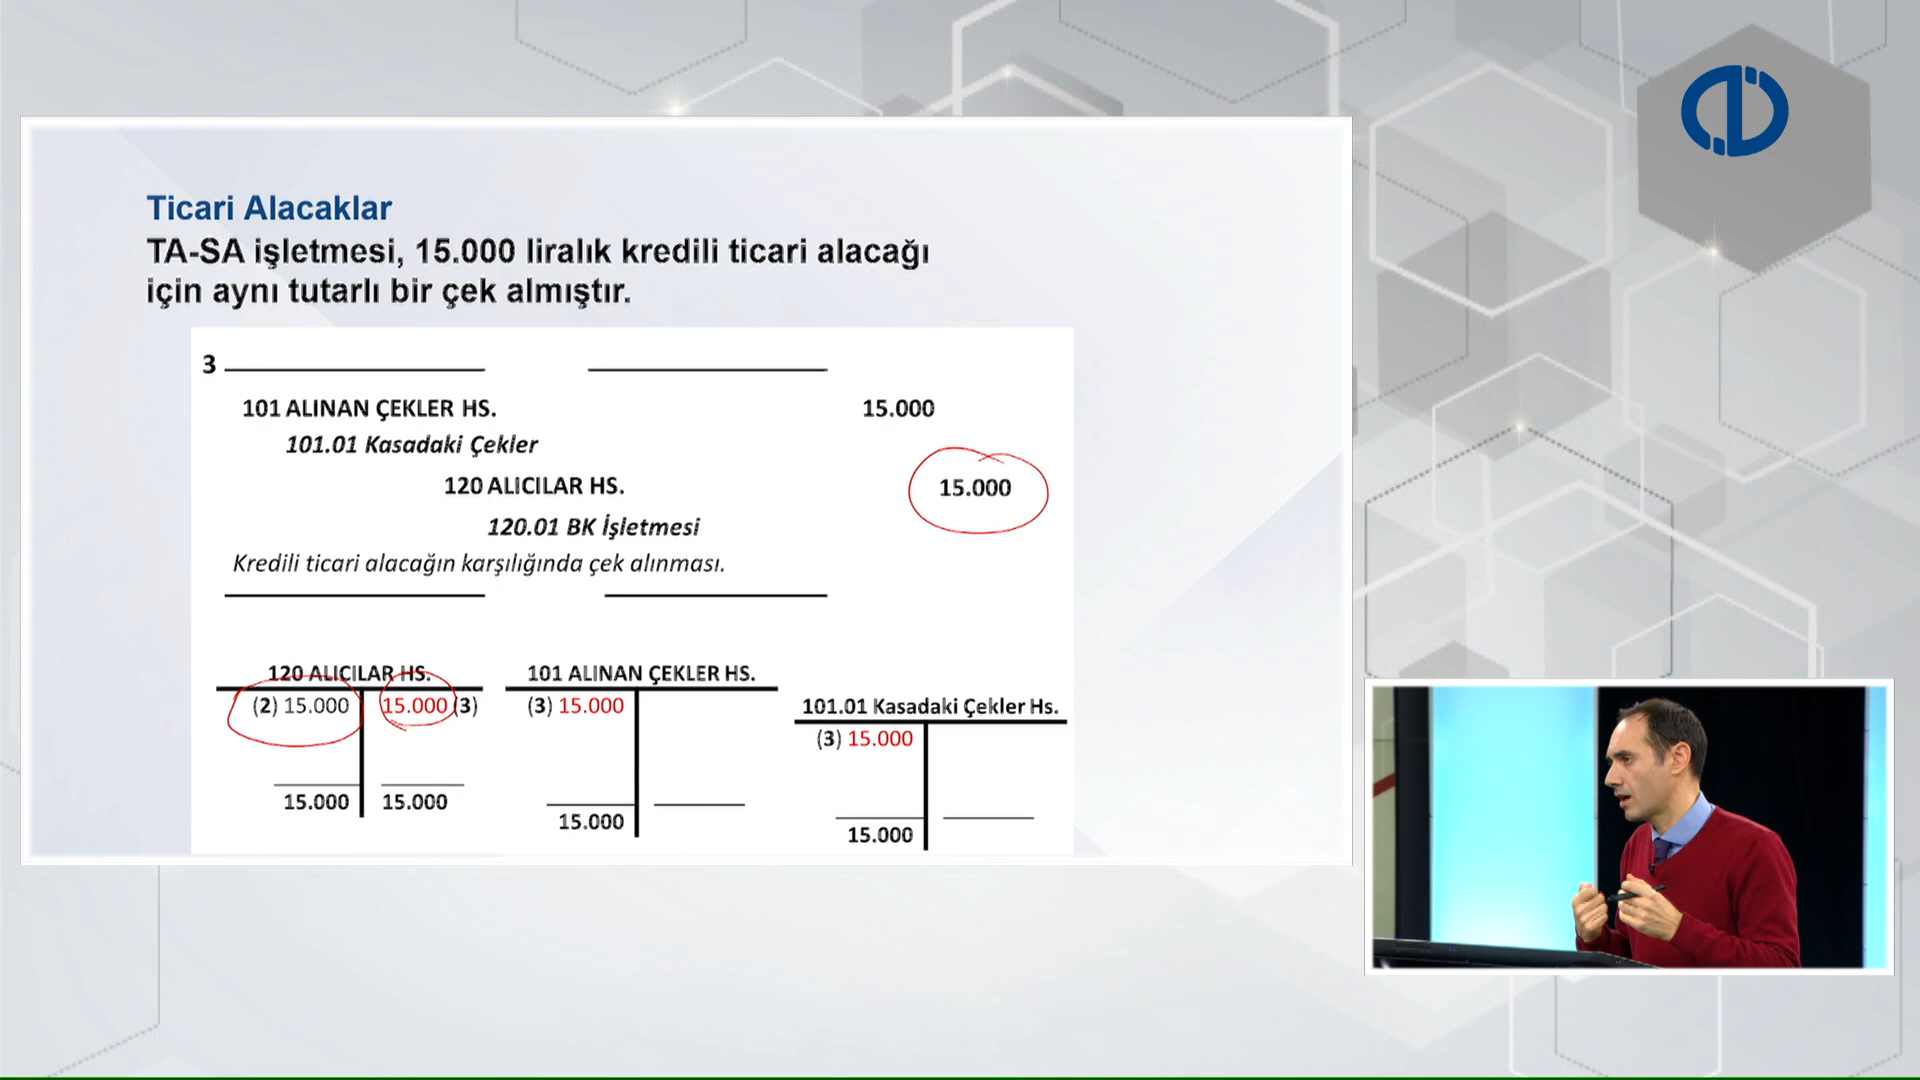 Ticari Alacaklar
TA-SA işletmesi, 15.000 liralık kredili ticari alacağı
için aynı tutarlı bir çek almıştır.
3
101 ALINAN ÇEKLER HS. 15.000
101.01 Kasadaki Çekler
120 ALICILAR HS. 15.000
120.01 BK İşletmesi
Kredili ticari alacağın karşılığında çek alınması.
120 ALICILAR HS.
(2) 15.000 15.000 (3)
15.000 15.000
101 ALINAN ÇEKLER HS.
(3) 15.000
15.000
101.01 Kasadaki Çekler Hs.
(3) 15.000
15.000